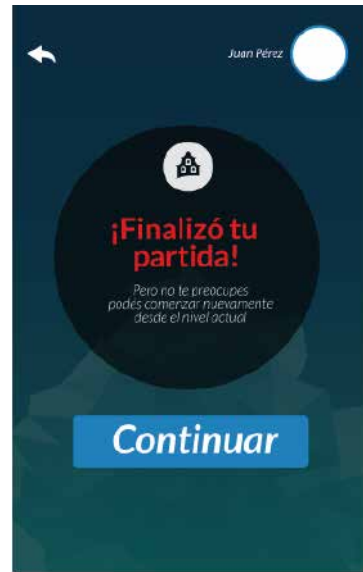 Juan Pérez
¡Finalizó tu
partida!
Pero no te preocupes
podés comenzar nuevamente
desde el nivel actual
Continuar